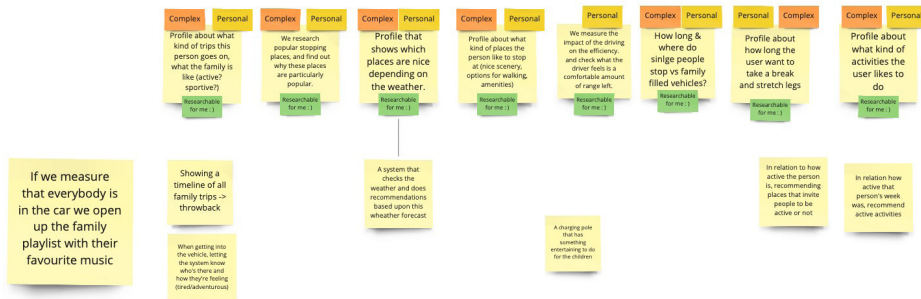 Complex Personal
Profile about what
kind of trips this
person goes on,
what the family is
like (active?
sportive?)
Researchable
for me : )
Complex Personal
We research
popular stopping
places, and find out
why these places
are particularly
popular.
Researchable
for me : )
Complex Personal
Profile that
shows which
places are nice
depending on
the weather.
Researchable
for me : )
Complex Personal
Profile about what
kind of places the
person like to stop
at (nice scenery,
options for walking,
amenities)
Researchable
for me : )
Personal
We measure the
impact of the driving
on the efficiency.
and check what the
driver feels is a
comfortable amount
of range left.
Researchable
for me : )
Complex Personal
How long &
where do
sinlge people
stop vs family
filled vehicles?
Researchable
for me : )
Complex Personal
Profile about
how long the
user want to
take a break
and stretch legs
Researchable
for me : )
Complex Personal
Profile about
what kind of
activities the
user likes to
do
Researchable
for me : )
If we measure
that everybody is
in the car we open
up the family
playlist with their
favourite music
Showing a
timeline of all
family trips ->
throwback
When getting into
the vehicle, letting
the system know
who's there and
how they're feeling
(tired/adventurous)
A system that
checks the
weather and does
recommendations
based upon this
wheather forecast
A charging pole
that has
something
entertaining to do
for the children
In relation to how
active the person
is, recommending
places that invite
people to be
active or not
In relation how
active that
person's week
was, recommend
active activities